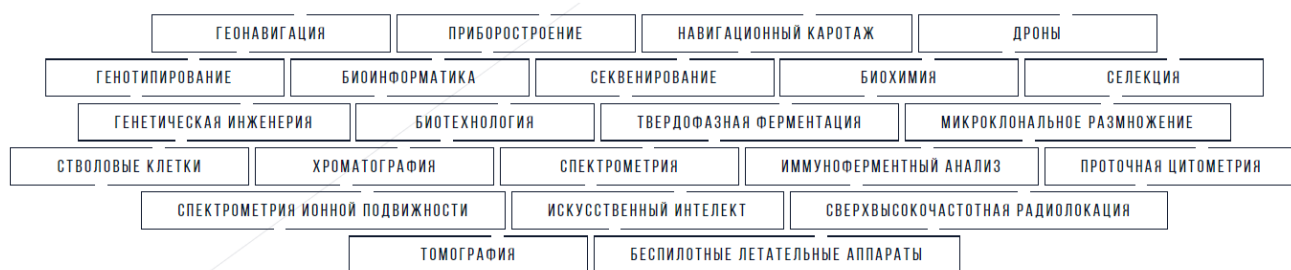 ГЕОНАВИГАЦИЯ ПРИБОРОСТРОЕНИЕ НАВИГАЦИОННЫЙ КАРОТАЖ ДРОНЫ
ГЕНОТИПИРОВАНИЕ БИОИНФОРМАТИКА СЕКВЕНИРОВАНИЕ БИОХИМИЯ СЕЛЕКЦИЯ
ГЕНЕТИЧЕСКАЯ ИНЖЕНЕРИЯ БИОТЕХНОЛОГИЯ ТВЕРДОФАЗНАЯ ФЕРМЕНТАЦИЯ МИКРОКЛОНАЛЬНОЕ РАЗМНОЖЕНИЕ
СТВОЛОВЫЕ КЛЕТКИ ХРОМАТОГРАФИЯ СПЕКТРОМЕТРИЯ ИММУНОФЕРМЕНТНЫЙ АНАЛИЗ ПРОТОЧНАЯ ЦИТОМЕТРИЯ
СПЕКТРОМЕТРИЯ ИОННОЙ ПОДВИЖНОСТИ ИСКУССТВЕННЫЙ ИНТЕЛЕКТ СВЕРХВЫСОКОЧАСТОТНАЯ РАДИОЛОКАЦИЯ
ТОМОГРАФИЯ БЕСПИЛОТНЫЕ ЛЕТАТЕЛЬНЫЕ АППАРАТЫ